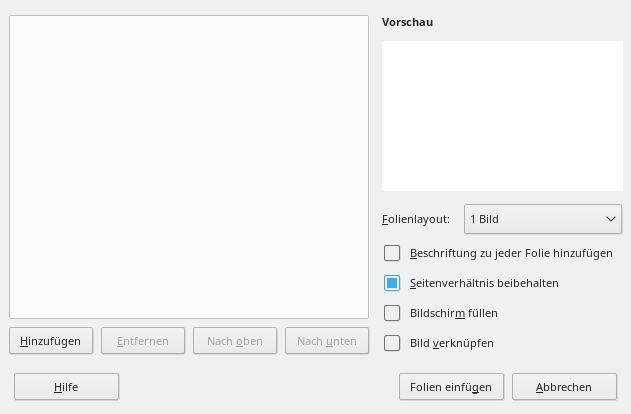 Vorschau
Folienlayout: 1 Bild
Beschriftung zu jeder Folie hinzufügen
Seitenverhältnis beibehalten
Bildschirm füllen
Bild verknüpfen
Hinzufügen Entfernen Nach oben Nach unten
Hilfe Folien einfügen Abbrechen